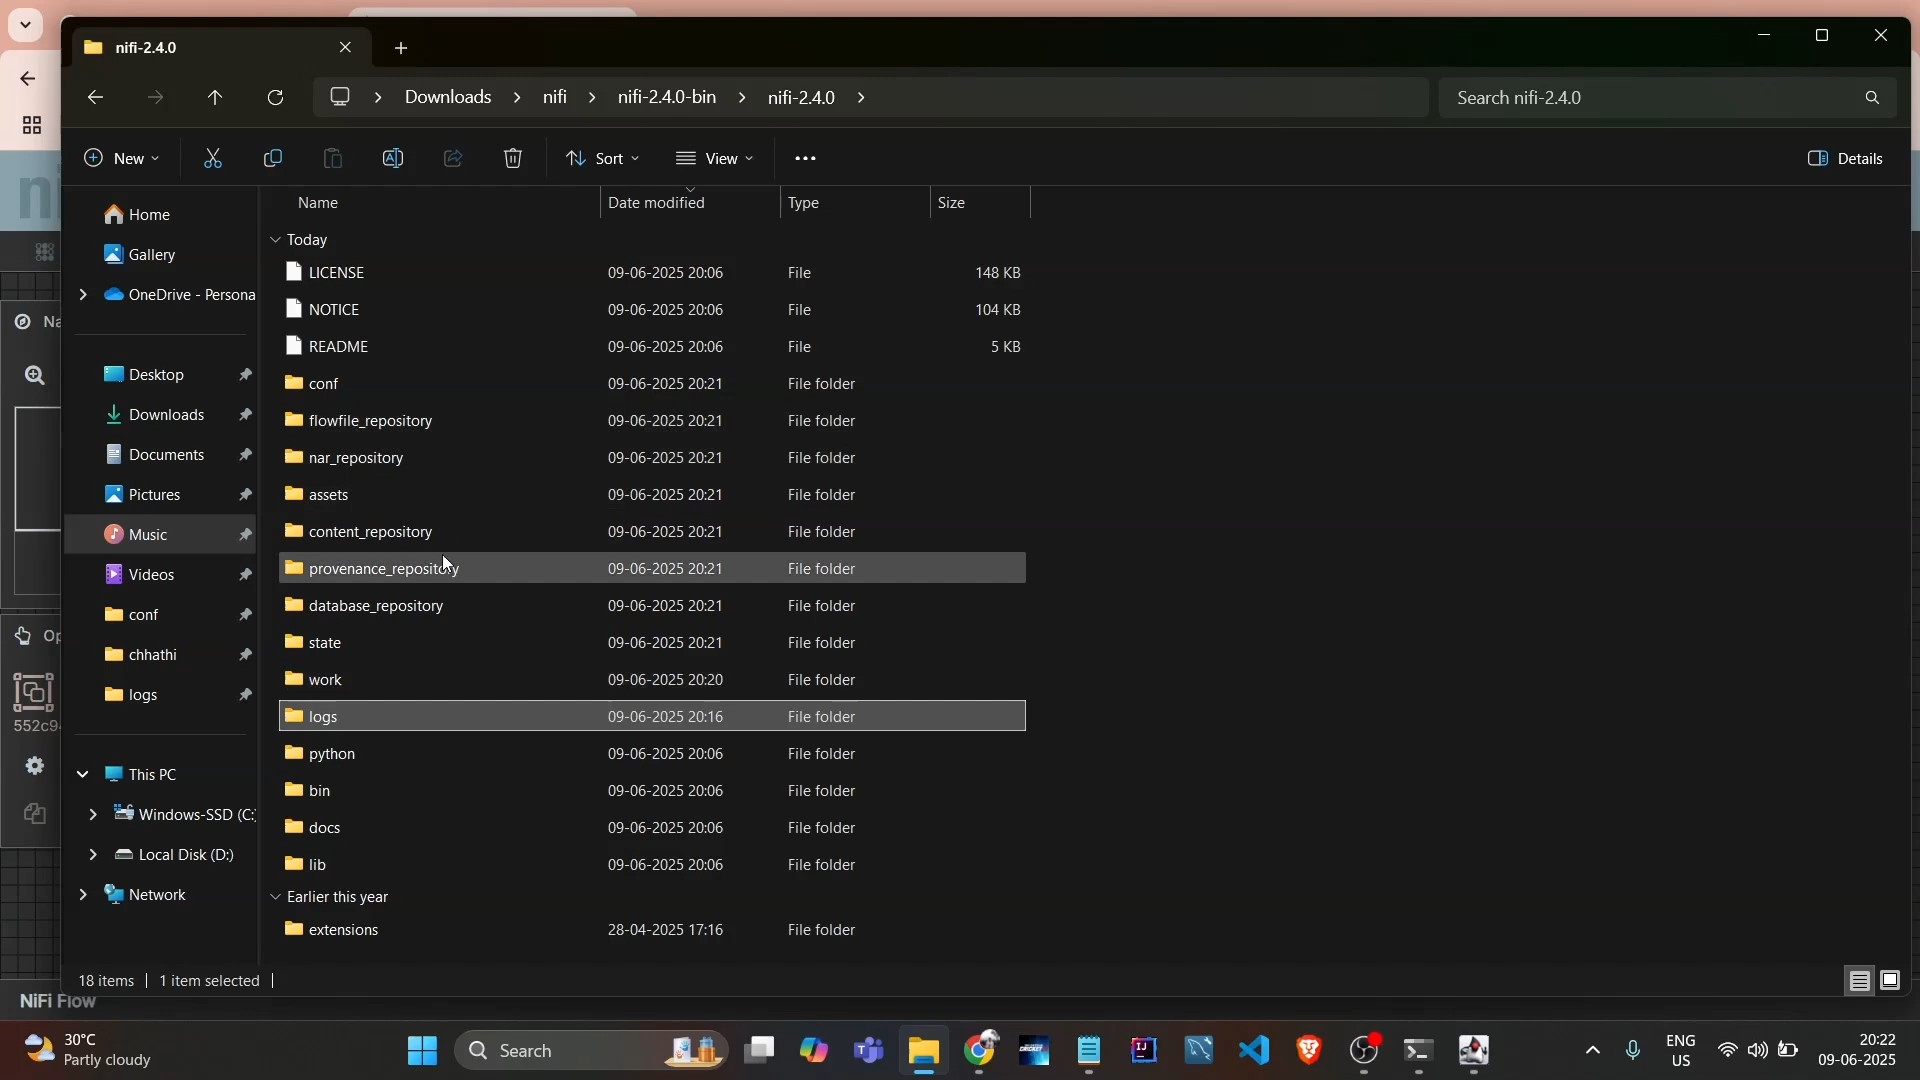 nifi-2.4.0
Downloads > nifi > nifi-2.4.0-bin > nifi-2.4.0 >
Search nifi-2.4.0
New
Sort
View
Details
Name
Date modified
Type
Size
Home
Gallery
OneDrive - Persona
Desktop
Downloads
Documents
Pictures
Music
Videos
conf
chhathi
logs
This PC
Windows-SSD (C:)
Local Disk (D:)
Network
Today
LICENSE 09-06-2025 20:06 File 148 KB
NOTICE 09-06-2025 20:06 File 104 KB
README 09-06-2025 20:06 File 5 KB
conf 09-06-2025 20:21 File folder
flowfile_repository 09-06-2025 20:21 File folder
nar_repository 09-06-2025 20:21 File folder
assets 09-06-2025 20:21 File folder
content_repository 09-06-2025 20:21 File folder
provenance_repository 09-06-2025 20:21 File folder
database_repository 09-06-2025 20:21 File folder
state 09-06-2025 20:21 File folder
work 09-06-2025 20:20 File folder
logs 09-06-2025 20:16 File folder
python 09-06-2025 20:06 File folder
bin 09-06-2025 20:06 File folder
docs 09-06-2025 20:06 File folder
lib 09-06-2025 20:06 File folder
Earlier this year
extensions 28-04-2025 17:16 File folder
18 items
1 item selected
ni
Na
Op
552c94
NiFi Flow
30°C
Partly cloudy
Search
ENG
US
20:22
09-06-2025